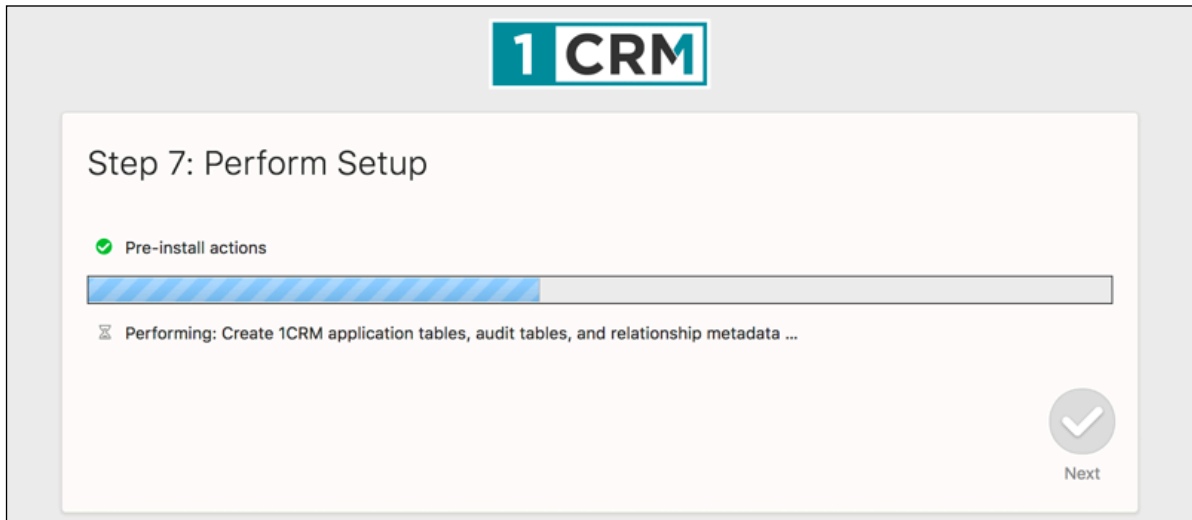 1 CRM
Step 7: Perform Setup
Pre-install actions
Performing: Create 1CRM application tables, audit tables, and relationship metadata ...
Next